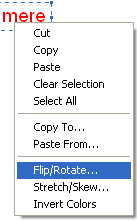 mere
Cut
Copy
Paste
Clear Selection
Select All
Copy To...
Paste From...
Flip/Rotate...
Stretch/Skew...
Invert Colors